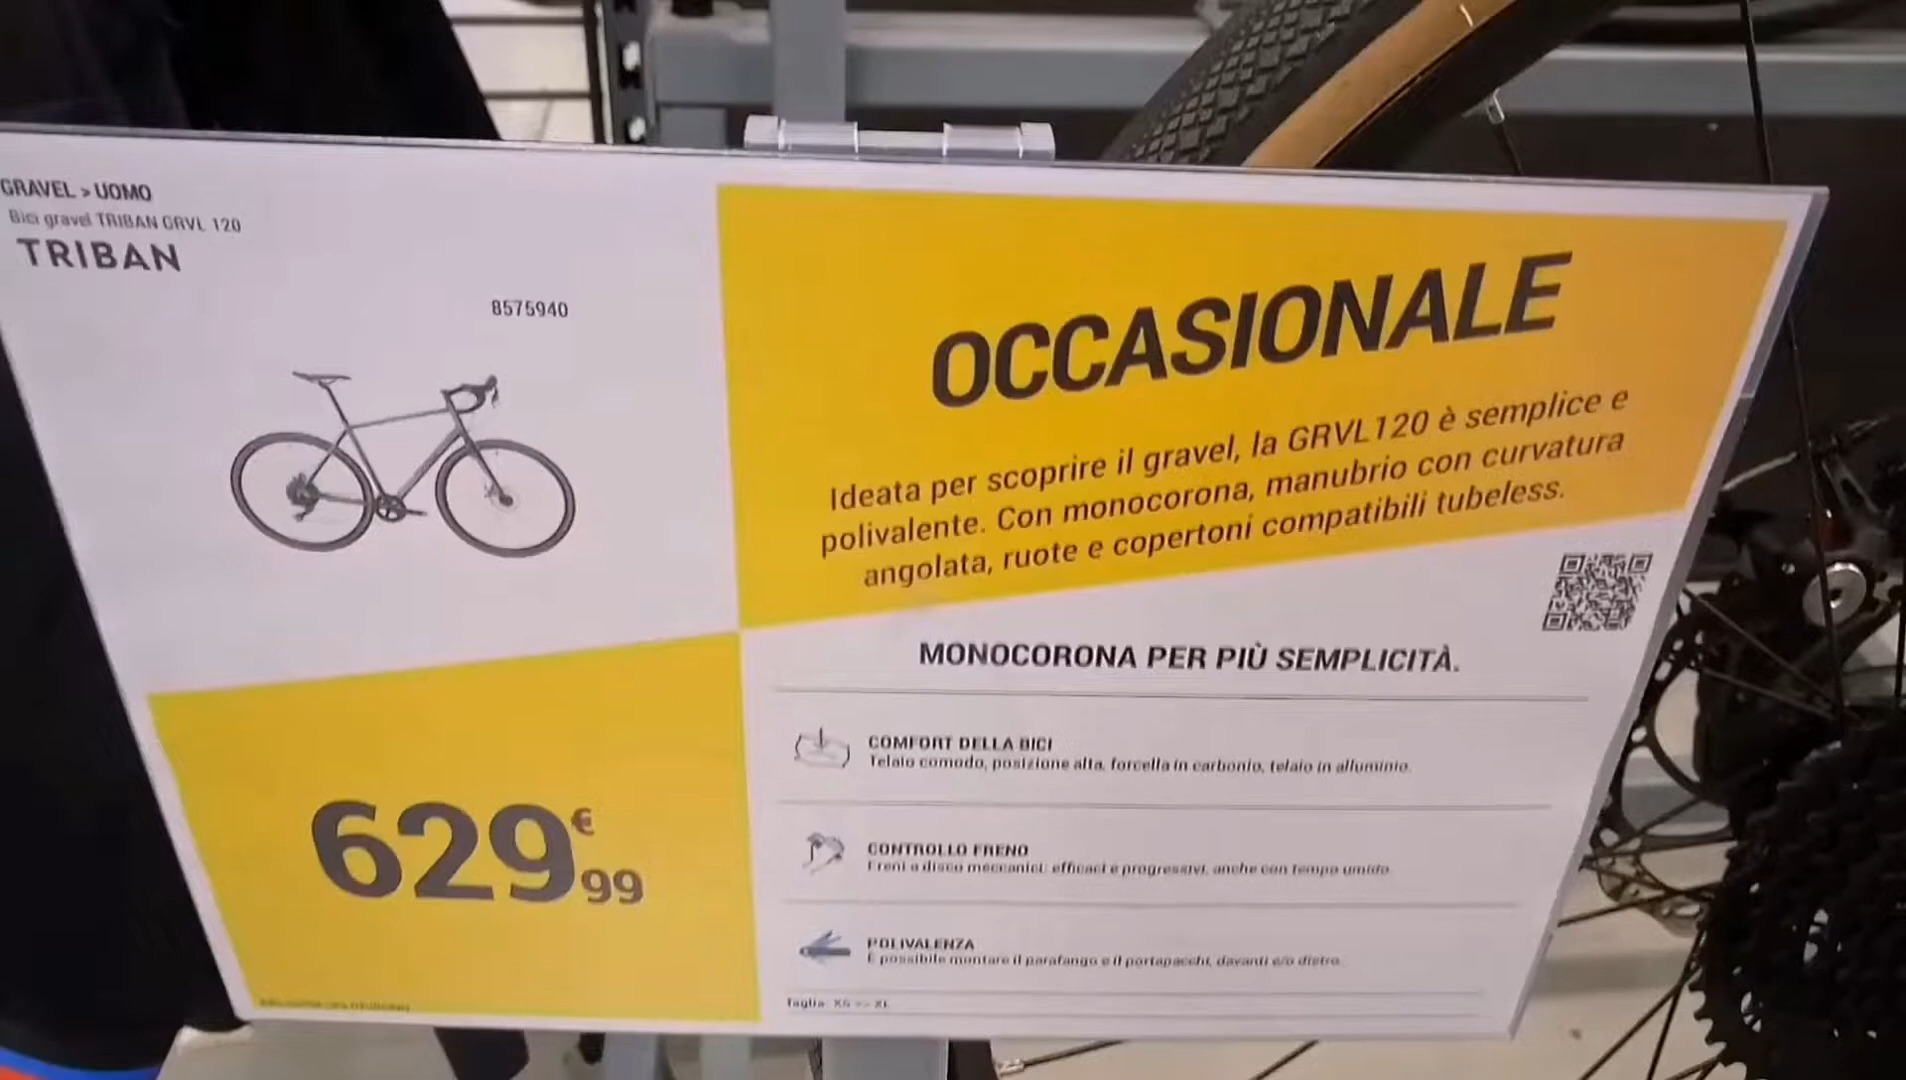 GRAVEL > UOMO
Bici gravel TRIBAN GRVL 120
TRIBAN
8575940
OCCASIONALE
Ideata per scoprire il gravel, la GRVL120 è semplice e
polivalente. Con monocorona, manubrio con curvatura
angolata, ruote e copertoni compatibili tubeless.
MONOCORONA PER PIÙ SEMPLICITÀ.
COMFORT DELLA BICI
Telaio comodo, posizione alta, forcella in carbonio, telaio in alluminio.
CONTROLLO FRENO
Freni a disco meccanici: efficaci e progressivi, anche con tempo umido.
POLIVALENZA
È possibile montare il parafango e il portapacchi, davanti e/o dietro.
Taglia: XS >> XL
629€99